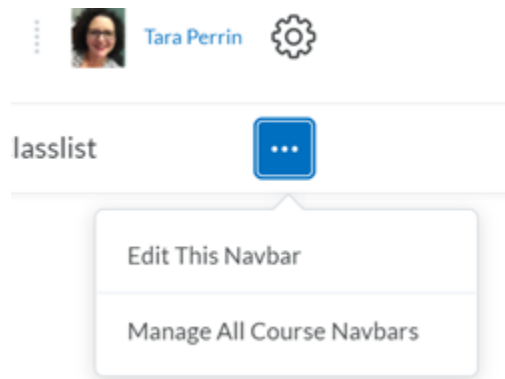 Tara Perrin
lasslist
Edit This Navbar
Manage All Course Navbars